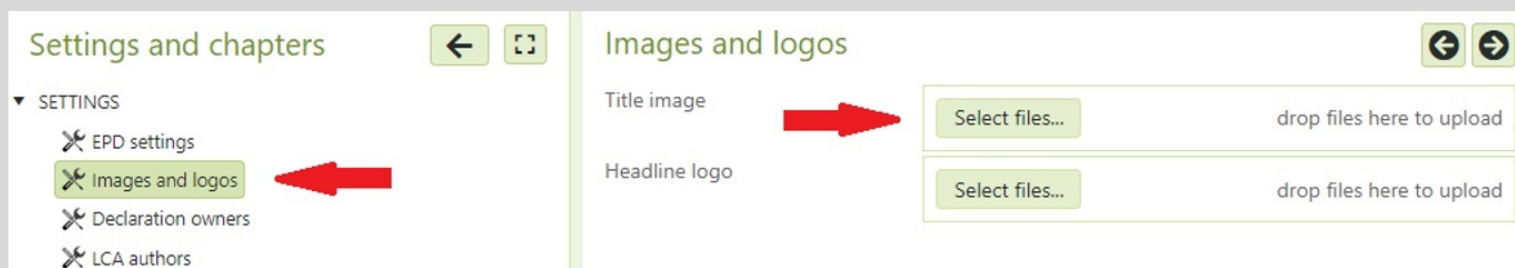 Settings and chapters
SETTINGS
EPD settings
Images and logos
Declaration owners
LCA authors
Images and logos
Title image
Select files...
drop files here to upload
Headline logo
Select files...
drop files here to upload